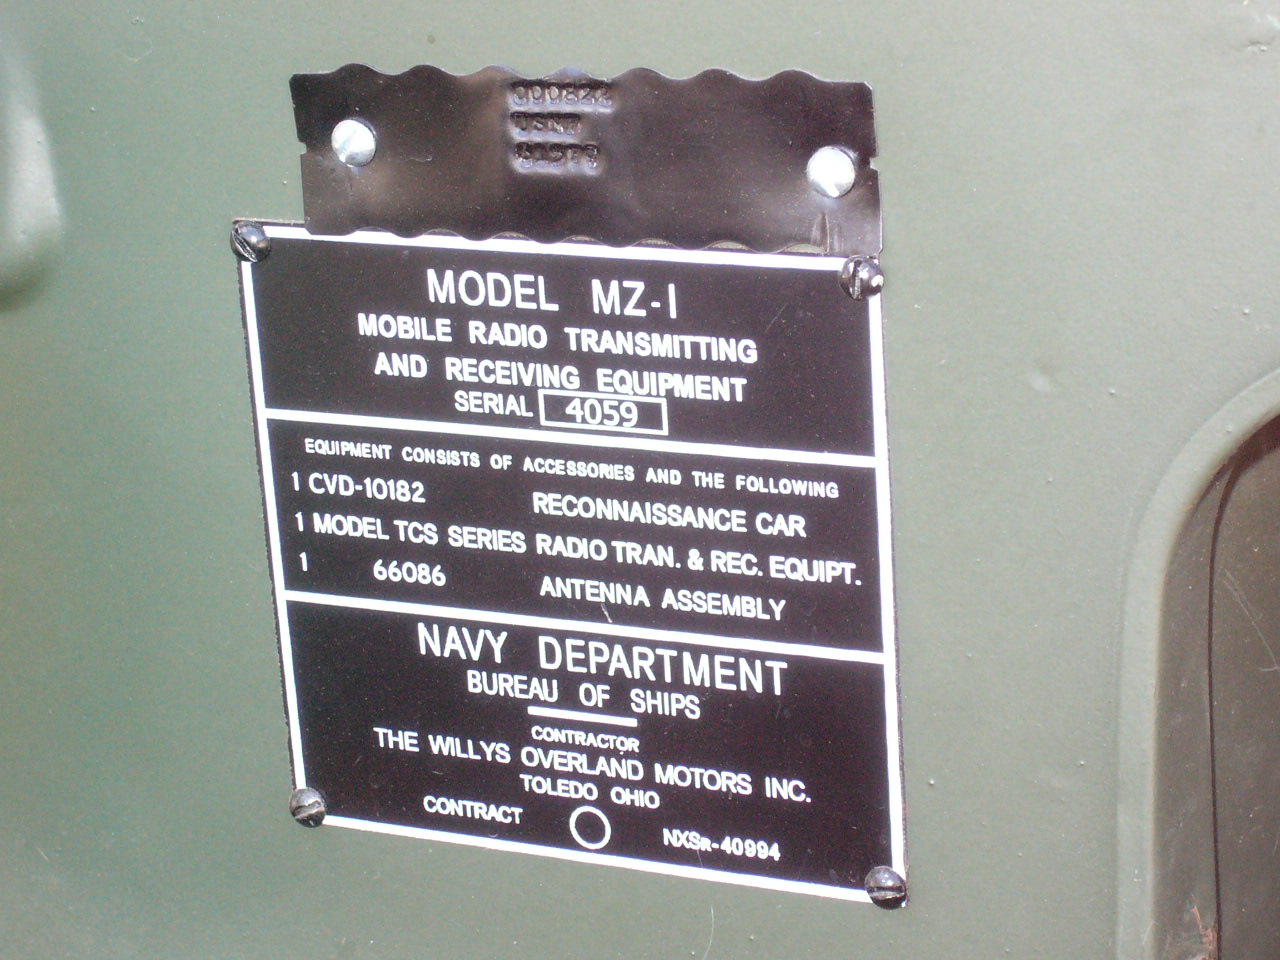 MODEL MZ-1
MOBILE RADIO TRANSMITTING
AND RECEIVING EQUIPMENT
SERIAL 4059
EQUIPMENT CONSISTS OF ACCESSORIES AND THE FOLLOWING
1 CVD-10182 RECONNAISSANCE CAR
1 MODEL TCS SERIES RADIO TRAN. & REC. EQUIPT.
1 66086 ANTENNA ASSEMBLY
NAVY DEPARTMENT
BUREAU OF SHIPS
CONTRACTOR
THE WILLYS OVERLAND MOTORS INC.
TOLEDO OHIO
CONTRACT NXSR-40994